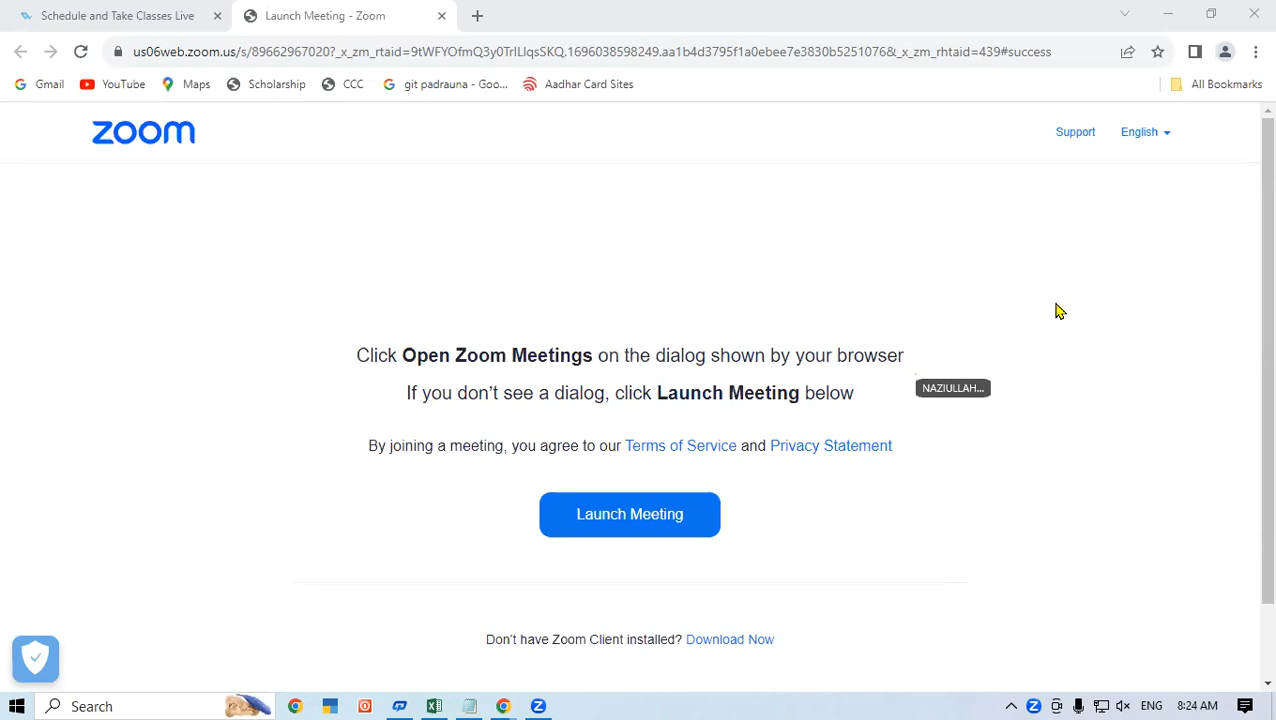 Schedule and Take Classes Live
Launch Meeting - Zoom
us06web.zoom.us/s/89662967020?_x_zm_rtaid=9tWFYOfmQ3y0TrILIqsSKQ.1696038598249.aa1b4d3795f1a0ebee7e3830b5251076&_x_zm_rhtaid=439#success
Gmail YouTube Maps Scholarship CCC git padrauna - Goo... Aadhar Card Sites All Bookmarks
zoom
Support English
Click Open Zoom Meetings on the dialog shown by your browser
NAZIULLAH...
If you don't see a dialog, click Launch Meeting below
By joining a meeting, you agree to our Terms of Service and Privacy Statement
Launch Meeting
Don't have Zoom Client installed? Download Now
Search
ENG 8:24 AM